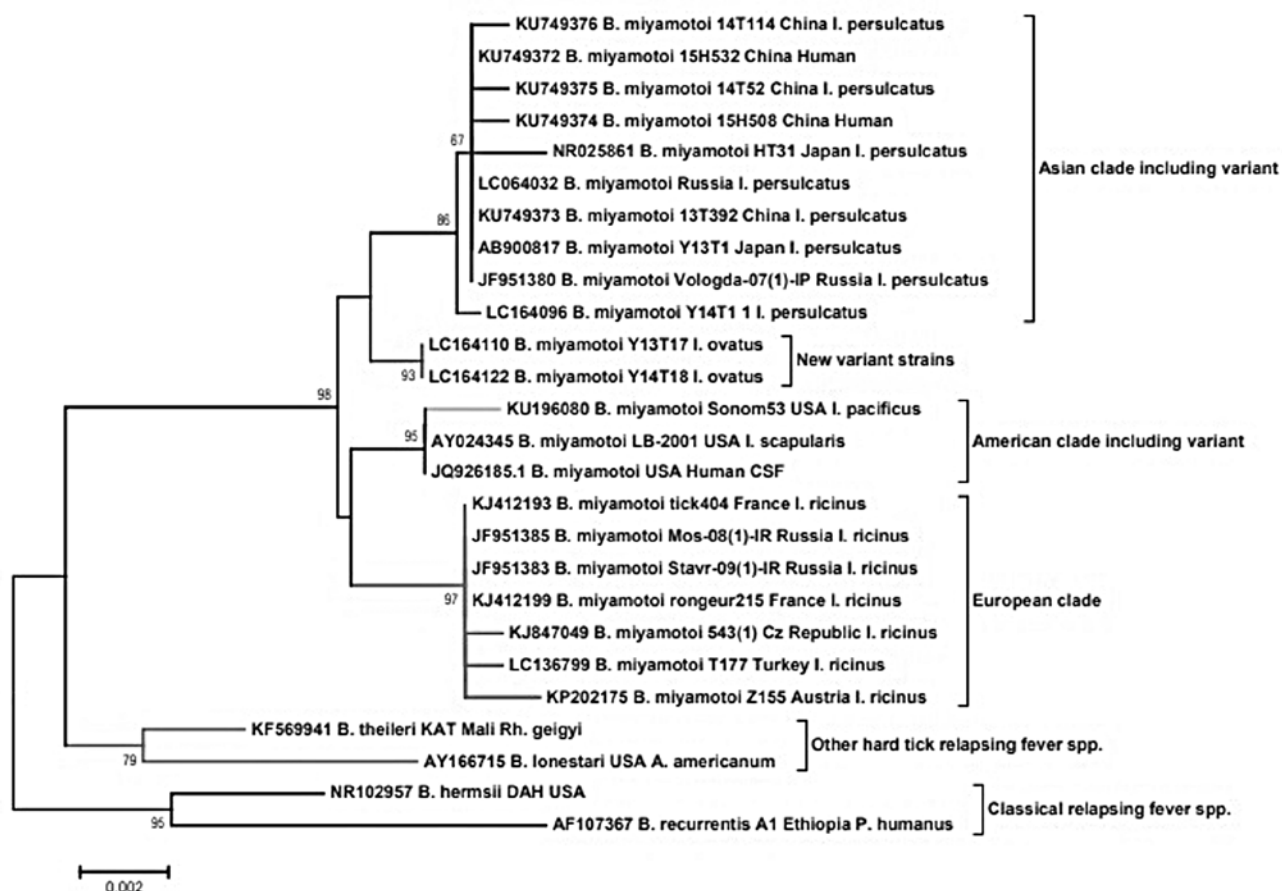 KU749376 B. miyamotoi 14T114 China I. persulcatus
KU749372 B. miyamotoi 15H532 China Human
KU749375 B. miyamotoi 14T52 China I. persulcatus
KU749374 B. miyamotoi 15H508 China Human
67
NR025861 B. miyamotoi HT31 Japan I. persulcatus
Asian clade including variant
LC064032 B. miyamotoi Russia I. persulcatus
86
KU749373 B. miyamotoi 13T392 China I. persulcatus
AB900817 B. miyamotoi Y13T1 Japan I. persulcatus
JF951380 B. miyamotoi Vologda-07(1)-IP Russia I. persulcatus
LC164096 B. miyamotoi Y14T1 1 I. persulcatus
LC164110 B. miyamotoi Y13T17 I. ovatus
New variant strains
93
LC164122 B. miyamotoi Y14T18 I. ovatus
98
KU196080 B. miyamotoi Sonom53 USA I. pacificus
95
AY024345 B. miyamotoi LB-2001 USA I. scapularis
American clade including variant
JQ926185.1 B. miyamotoi USA Human CSF
KJ412193 B. miyamotoi tick404 France I. ricinus
JF951385 B. miyamotoi Mos-08(1)-IR Russia I. ricinus
JF951383 B. miyamotoi Stavr-09(1)-IR Russia I. ricinus
97
KJ412199 B. miyamotoi rongeur215 France I. ricinus
European clade
KJ847049 B. miyamotoi 543(1) Cz Republic I. ricinus
LC136799 B. miyamotoi T177 Turkey I. ricinus
KP202175 B. miyamotoi Z155 Austria I. ricinus
KF569941 B. theileri KAT Mali Rh. geigyi
Other hard tick relapsing fever spp.
79
AY166715 B. lonestari USA A. americanum
NR102957 B. hermsii DAH USA
Classical relapsing fever spp.
95
AF107367 B. recurrentis A1 Ethiopia P. humanus
0.002